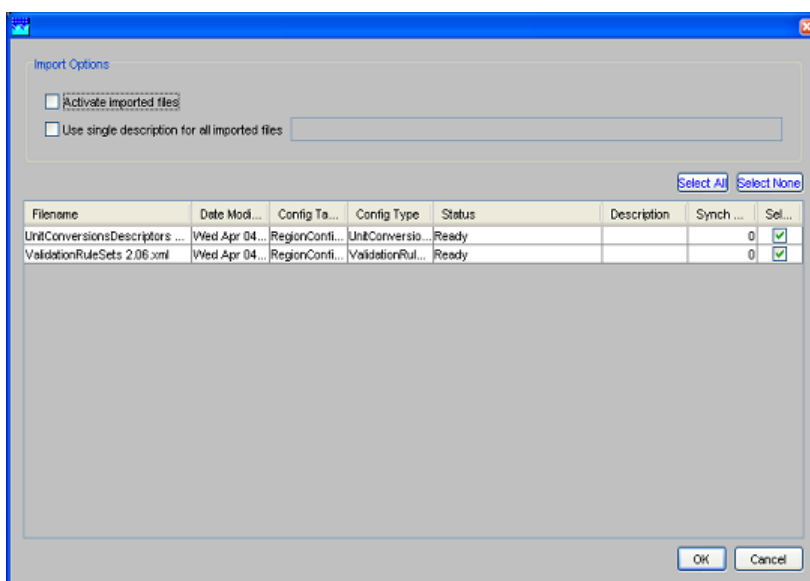 Import Options
Activate imported files
Use single description for all imported files
Select All Select None
Filename Date Modi... Config Ta... Config Type Status Description Synch ... Sel...
UnitConversionsDescriptors ... Wed Apr 04... RegionConfi... UnitConversio... Ready 0
ValidationRuleSets 2.06.xml Wed Apr 04... RegionConfi... ValidationRul... Ready 0
OK Cancel